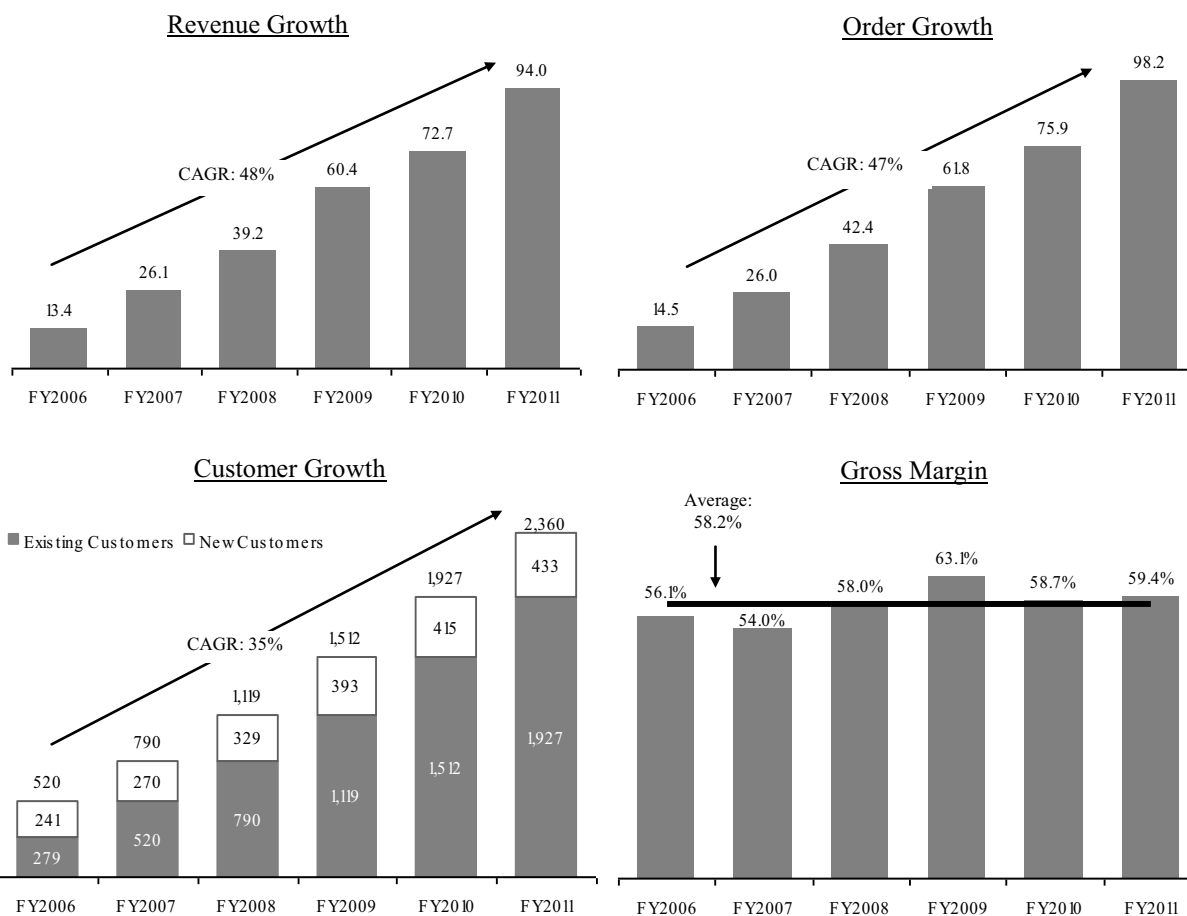 Revenue Growth
94.0
72.7
CAGR: 48%
60.4
39.2
26.1
13.4
FY2006 FY2007 FY2008 FY2009 FY2010 FY2011
Order Growth
98.2
75.9
CAGR: 47%
61.8
42.4
26.0
14.5
FY2006 FY2007 FY2008 FY2009 FY2010 FY2011
Customer Growth
Existing Customers New Customers
2,360
433
1,927
415
CAGR: 35%
1,512
393
1,119
329
790
270
520
241
279
520
790
1,119
1,512
1,927
FY2006 FY2007 FY2008 FY2009 FY2010 FY2011
Gross Margin
Average:
58.2%
56.1%
54.0%
58.0%
63.1%
58.7%
59.4%
FY2006 FY2007 FY2008 FY2009 FY2010 FY2011